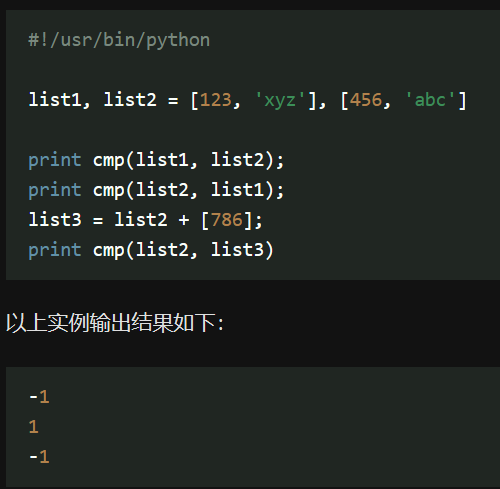 #!/usr/bin/python
list1, list2 = [123, 'xyz'], [456, 'abc']
print cmp(list1, list2);
print cmp(list2, list1);
list3 = list2 + [786];
print cmp(list2, list3)
以上实例输出结果如下:
-1
1
-1